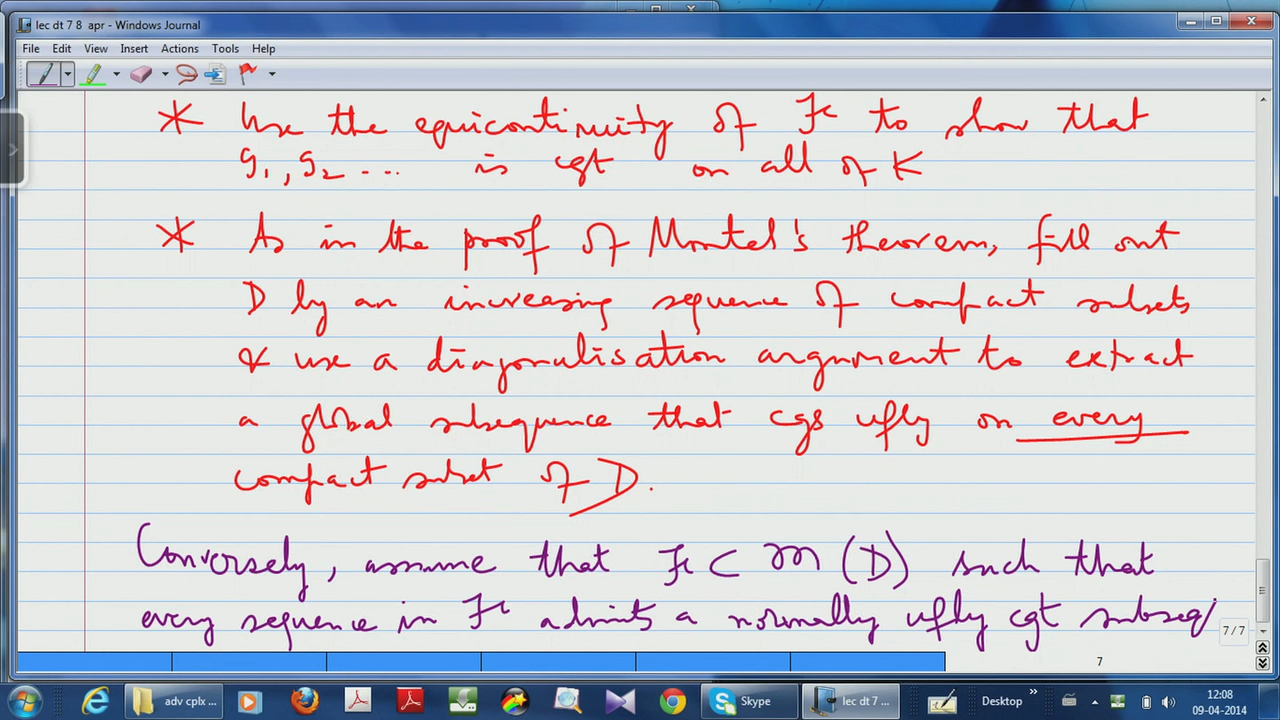 lec dt 7 8 apr - Windows Journal
File Edit View Insert Actions Tools Help
* Use the equicontinuity of ℱ to show that
g₁, g₂ ... is cgt on all of K
* As in the proof of Montel's theorem, fill out
D by an increasing sequence of compact subsets
& use a diagonalisation argument to extract
a global subsequence that cgs ufly on every
compact subset of D.
Conversely, assume that ℱ ⊂ m (D) such that
every sequence in ℱ admits a normally ufly cgt subseq
7 / 7
7
adv cplx ... Skype lec dt 7 ... Desktop » 12:08
09-04-2014